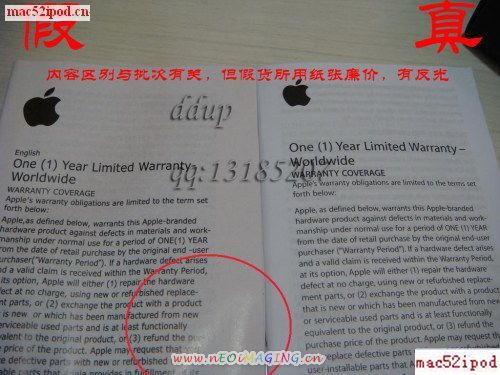 mac52ipod.cn
mac52ipod.cn
假
真
内容区别与批次有关，但假货所用纸张廉价，有反光
ddup
English
One (1) Year Limited Warranty-
Worldwide
WARRANTY COVERAGE
Apple's warranty obligations are limited to the terms set
forth below:
Apple,as defined below, warrants this Apple-branded
hardware product against defects in materials and work-
manship under normal use for a period of ONE(1) YEAR
from the date of retail purchase by the original end -user
purchaser("Warranty Period"). If a hardware defect arises
and a valid claim is received within the Warranty Period,
at its option, Apple will either (1) repair the hardware
defect at no charge, using new or refurbished replace-
ment parts, or (2) exchange the product with a product
that is new or which has been manufactured from new
or serviceable used parts and is at least functionally
equivalent to the original product, or (3) refund the pur-
price of the product. Apple may request that you
defective parts with new or refurbished
One (1) Year Limited Warranty–
Worldwide
WARRANTY COVERAGE
Apple's warranty obligations are limited to the term set
forth below:
Apple, as defined below, warrants this Apple-branded
hardware product against defects in materials and work-
manship under normal use for a period of ONE (1) YEAR
from the date of retail purchase by the original end-user
purchaser ("Warranty Period"). If a hardware defect
and a valid claim is received within the Warranty Period,
at its option, Apple will either (1) repair the hardware
defect at no charge, using new or refurbished replace-
ment parts, or (2) exchange the product with a product
that is new or which has been manufactured from new
or serviceable used parts and is at least functionally
equivalent to the original product, or (3) refund the
purchase price of the product. Apple may request that
you replace defective parts with
qq:131852
www.nEOiMAGiNG.cn
mac52ipod